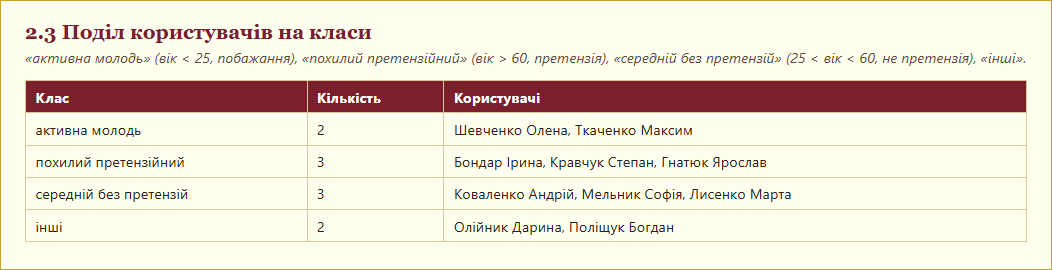 2.3 Поділ користувачів на класи
«активна молодь» (вік < 25, побажання), «похилий претензійний» (вік > 60, претензія), «середній без претензій» (25 < вік < 60, не претензія), «інші».
Клас Кількість Користувачі
активна молодь 2 Шевченко Олена, Ткаченко Максим
похилий претензійний 3 Бондар Ірина, Кравчук Степан, Гнатюк Ярослав
середній без претензій 3 Коваленко Андрій, Мельник Софія, Лисенко Марта
інші 2 Олійник Дарина, Поліщук Богдан